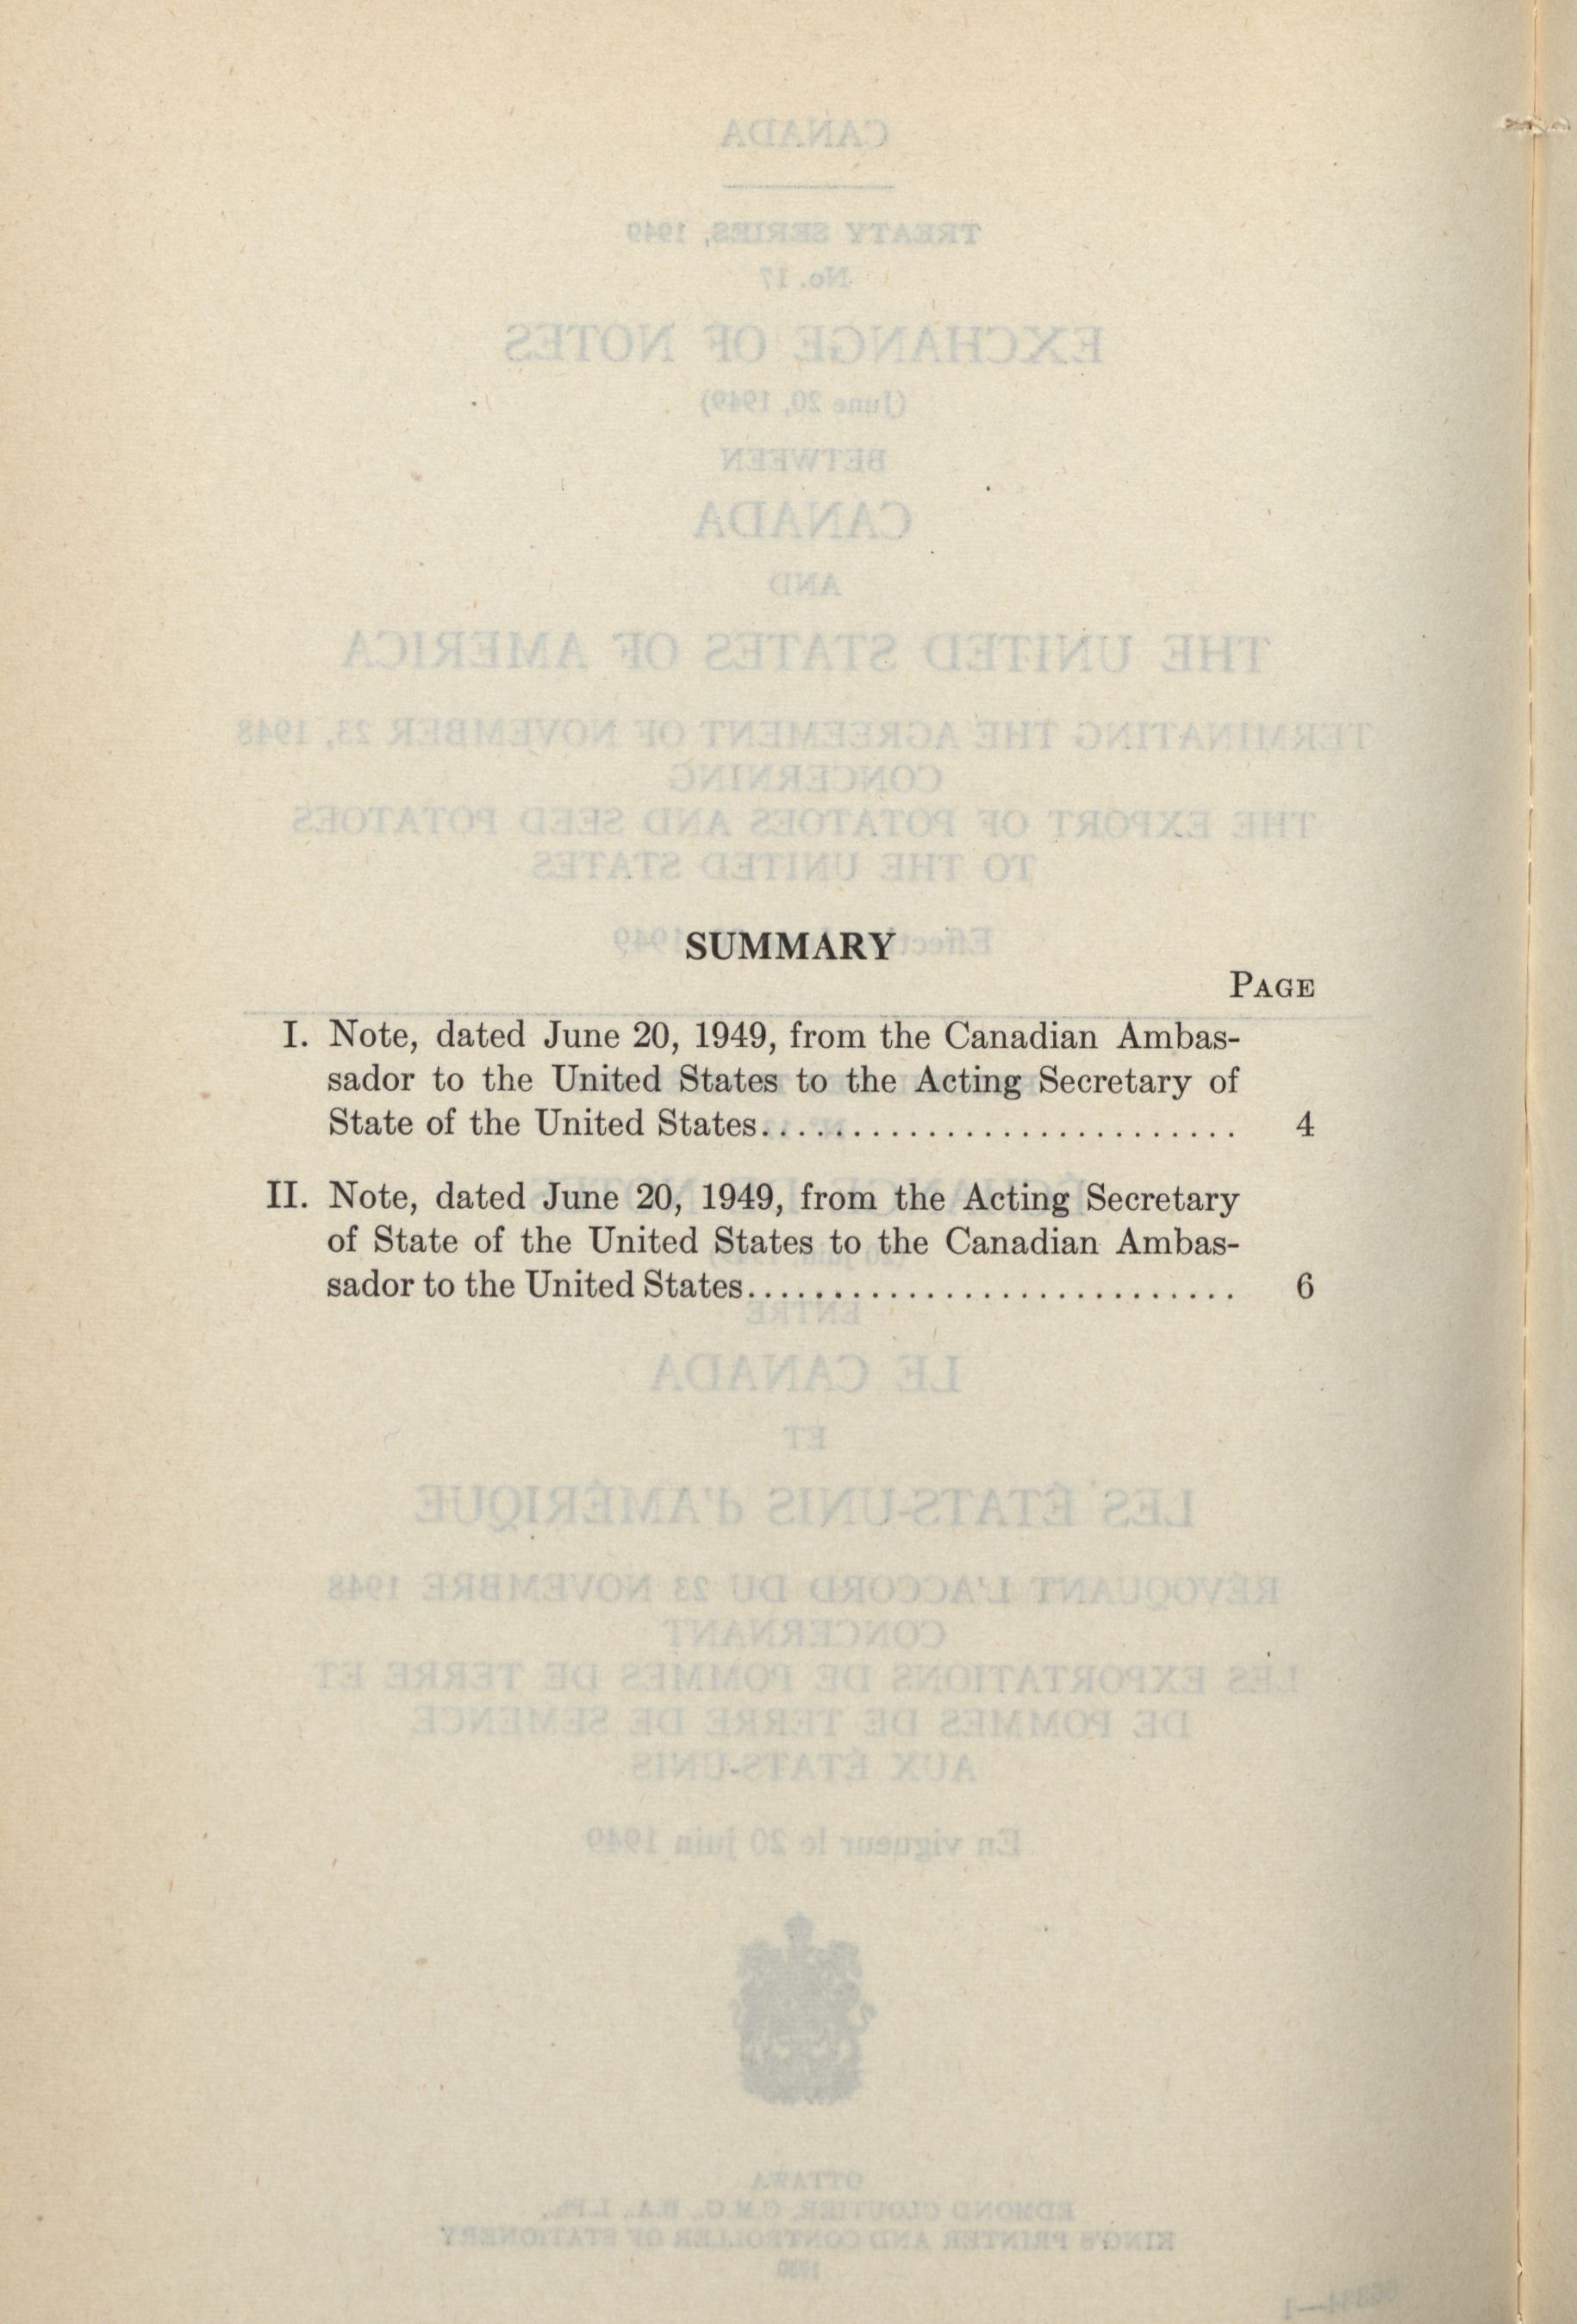 SUMMARY
PAGE
I. Note, dated June 20, 1949, from the Canadian Ambas-
sador to the United States to the Acting Secretary of
State of the United States........................... 4
II. Note, dated June 20, 1949, from the Acting Secretary
of State of the United States to the Canadian Ambas-
sador to the United States........................... 6